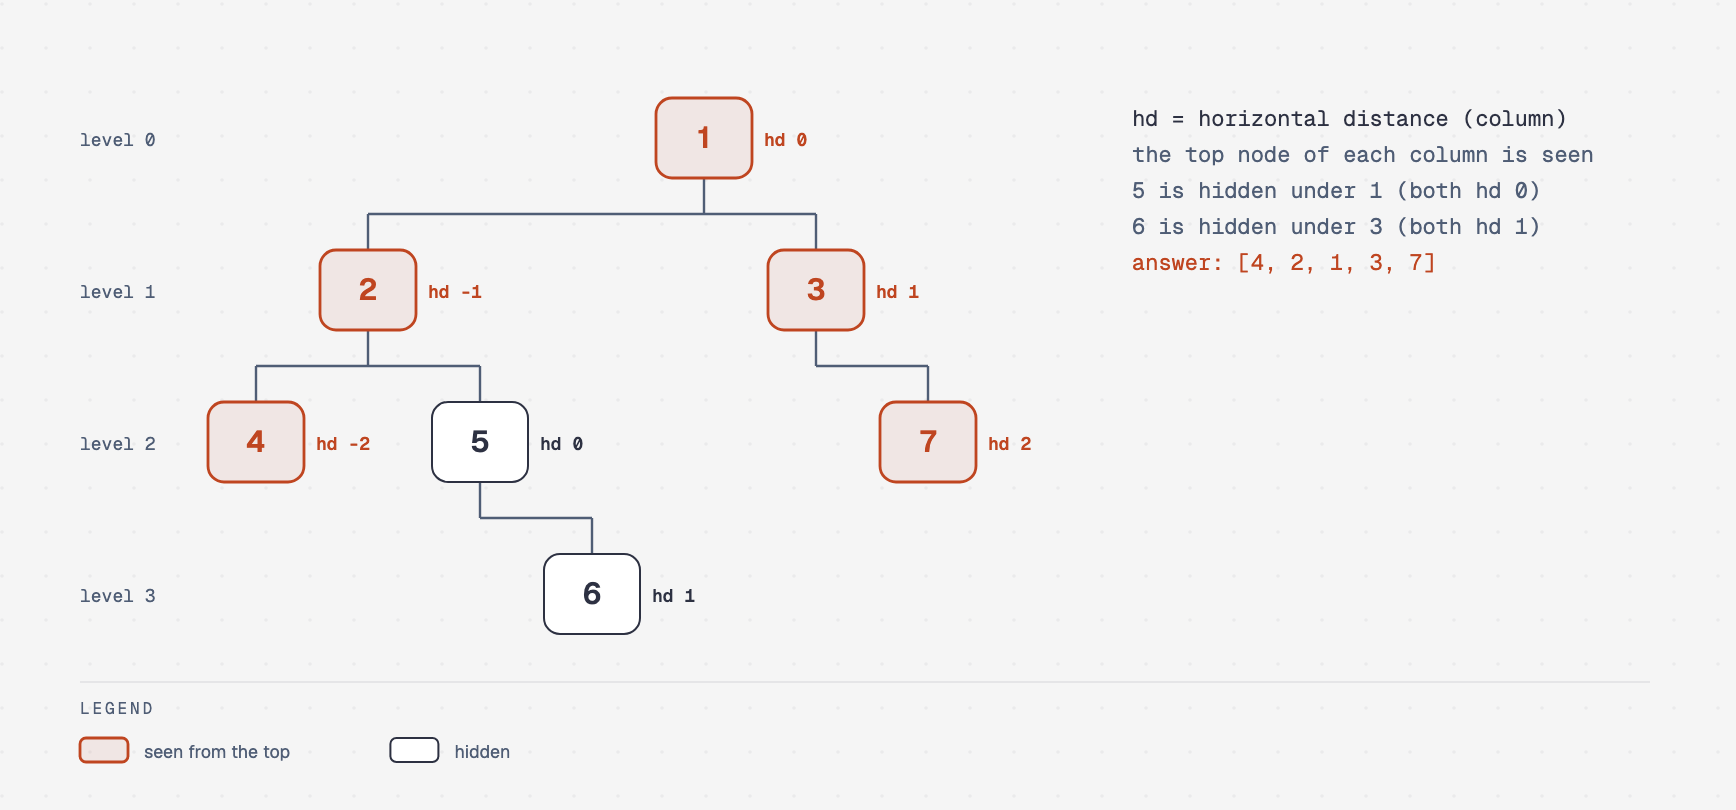 level 0
1
hd 0
hd = horizontal distance (column)
the top node of each column is seen
5 is hidden under 1 (both hd 0)
6 is hidden under 3 (both hd 1)
answer: [4, 2, 1, 3, 7]
level 1
2
hd -1
3
hd 1
level 2
4
hd -2
5
hd 0
7
hd 2
level 3
6
hd 1
LEGEND
seen from the top
hidden